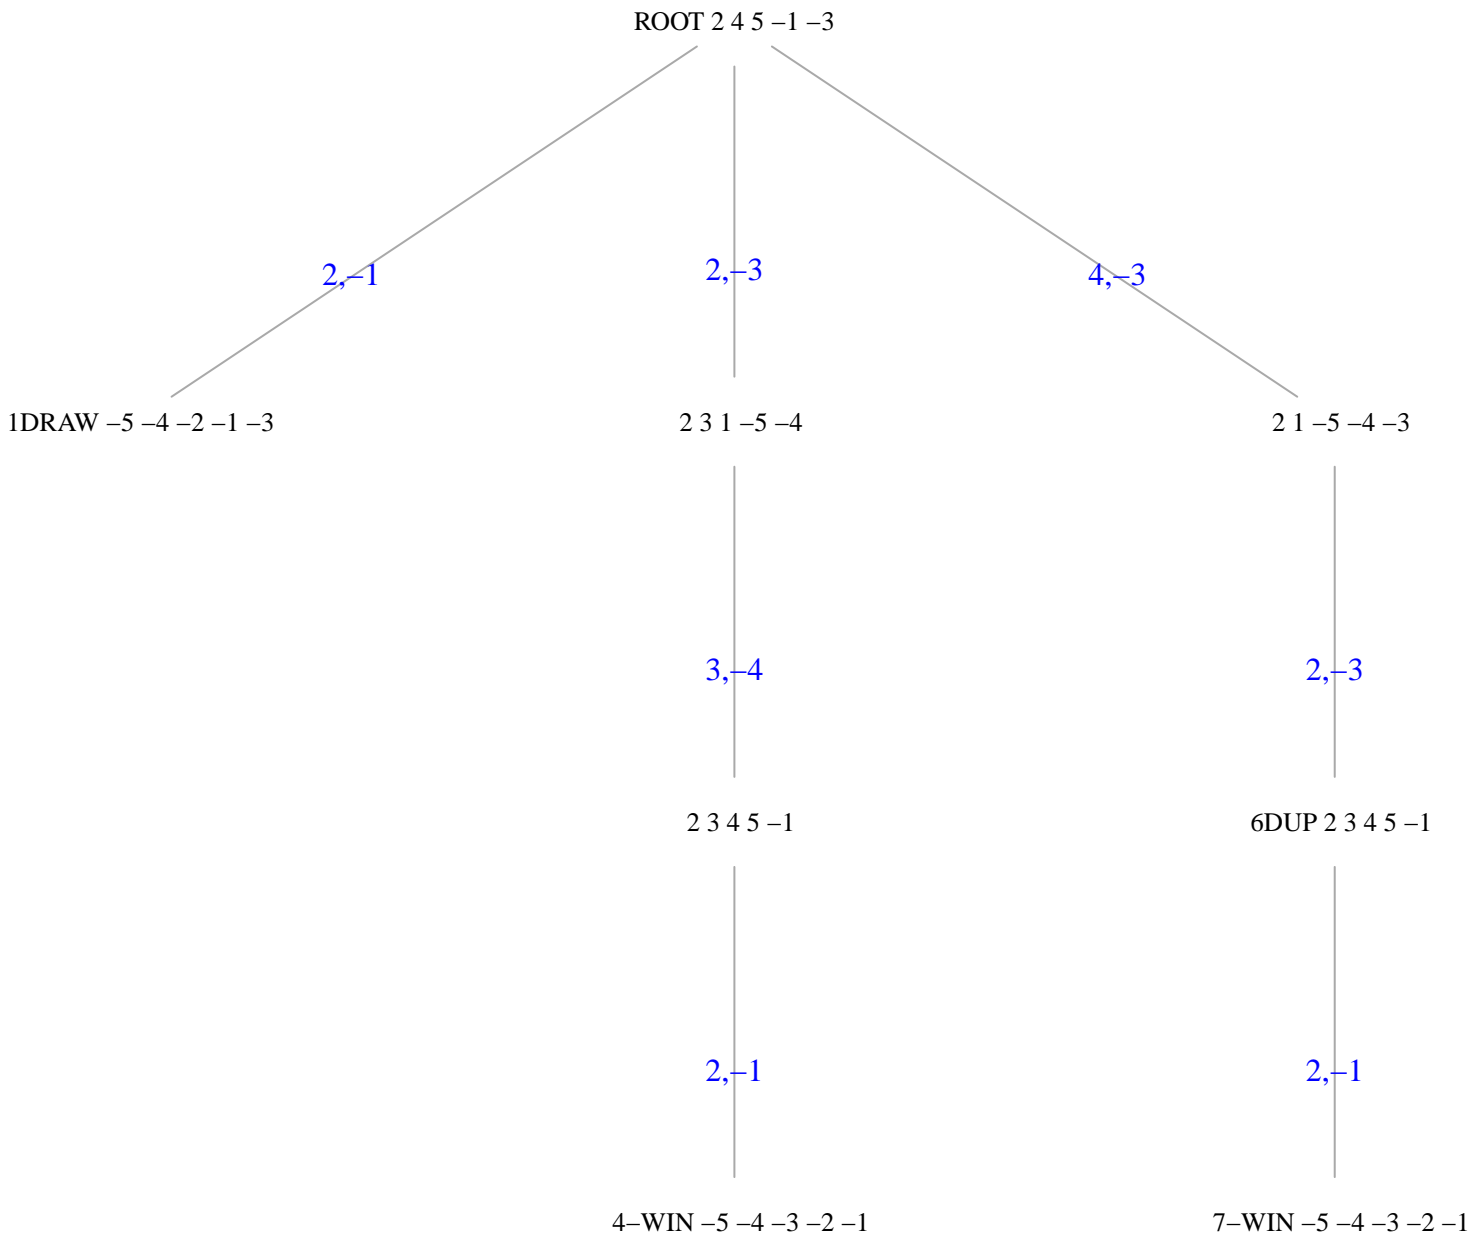 ROOT 2 4 5 –1 –3
2,–1
2,–3
4,–3
1DRAW –5 –4 –2 –1 –3
2 3 1 –5 –4
2 1 –5 –4 –3
3,–4
2,–3
2 3 4 5 –1
6DUP 2 3 4 5 –1
2,–1
2,–1
4–WIN –5 –4 –3 –2 –1
7–WIN –5 –4 –3 –2 –1